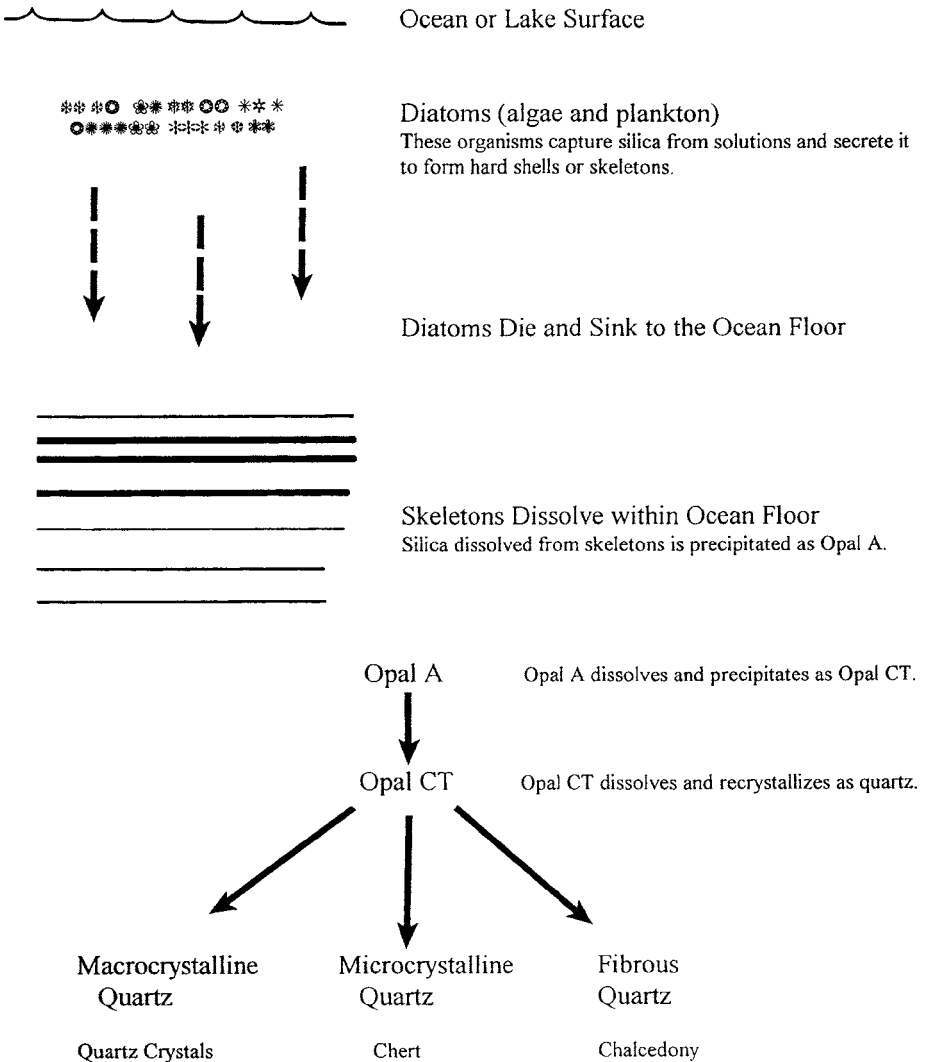 Ocean or Lake Surface
Diatoms (algae and plankton)
These organisms capture silica from solutions and secrete it
to form hard shells or skeletons.
Diatoms Die and Sink to the Ocean Floor
Skeletons Dissolve within Ocean Floor
Silica dissolved from skeletons is precipitated as Opal A.
Opal A
Opal A dissolves and precipitates as Opal CT.
Opal CT
Opal CT dissolves and recrystallizes as quartz.
Macrocrystalline
Quartz
Microcrystalline
Quartz
Fibrous
Quartz
Quartz Crystals
Chert
Chalcedony